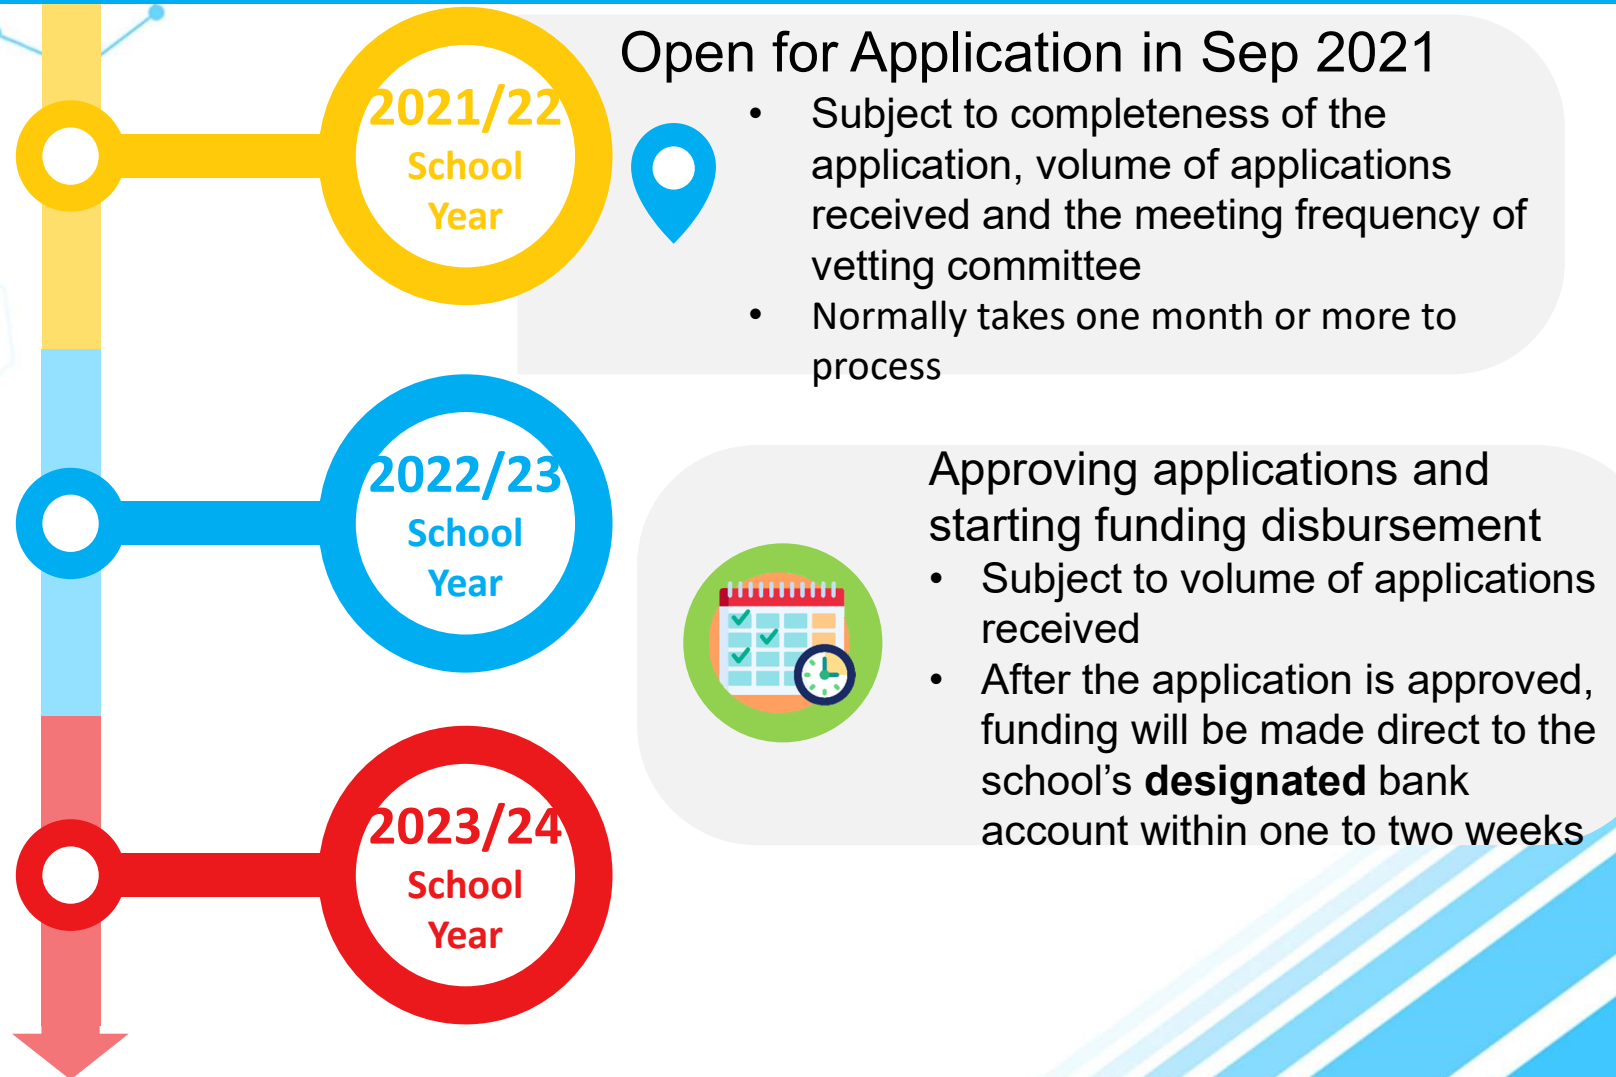 2021/22
School
Year
Open for Application in Sep 2021
• Subject to completeness of the
application, volume of applications
received and the meeting frequency of
vetting committee
• Normally takes one month or more to
process
2022/23
School
Year
Approving applications and
starting funding disbursement
• Subject to volume of applications
received
• After the application is approved,
funding will be made direct to the
school’s designated bank
account within one to two weeks
2023/24
School
Year